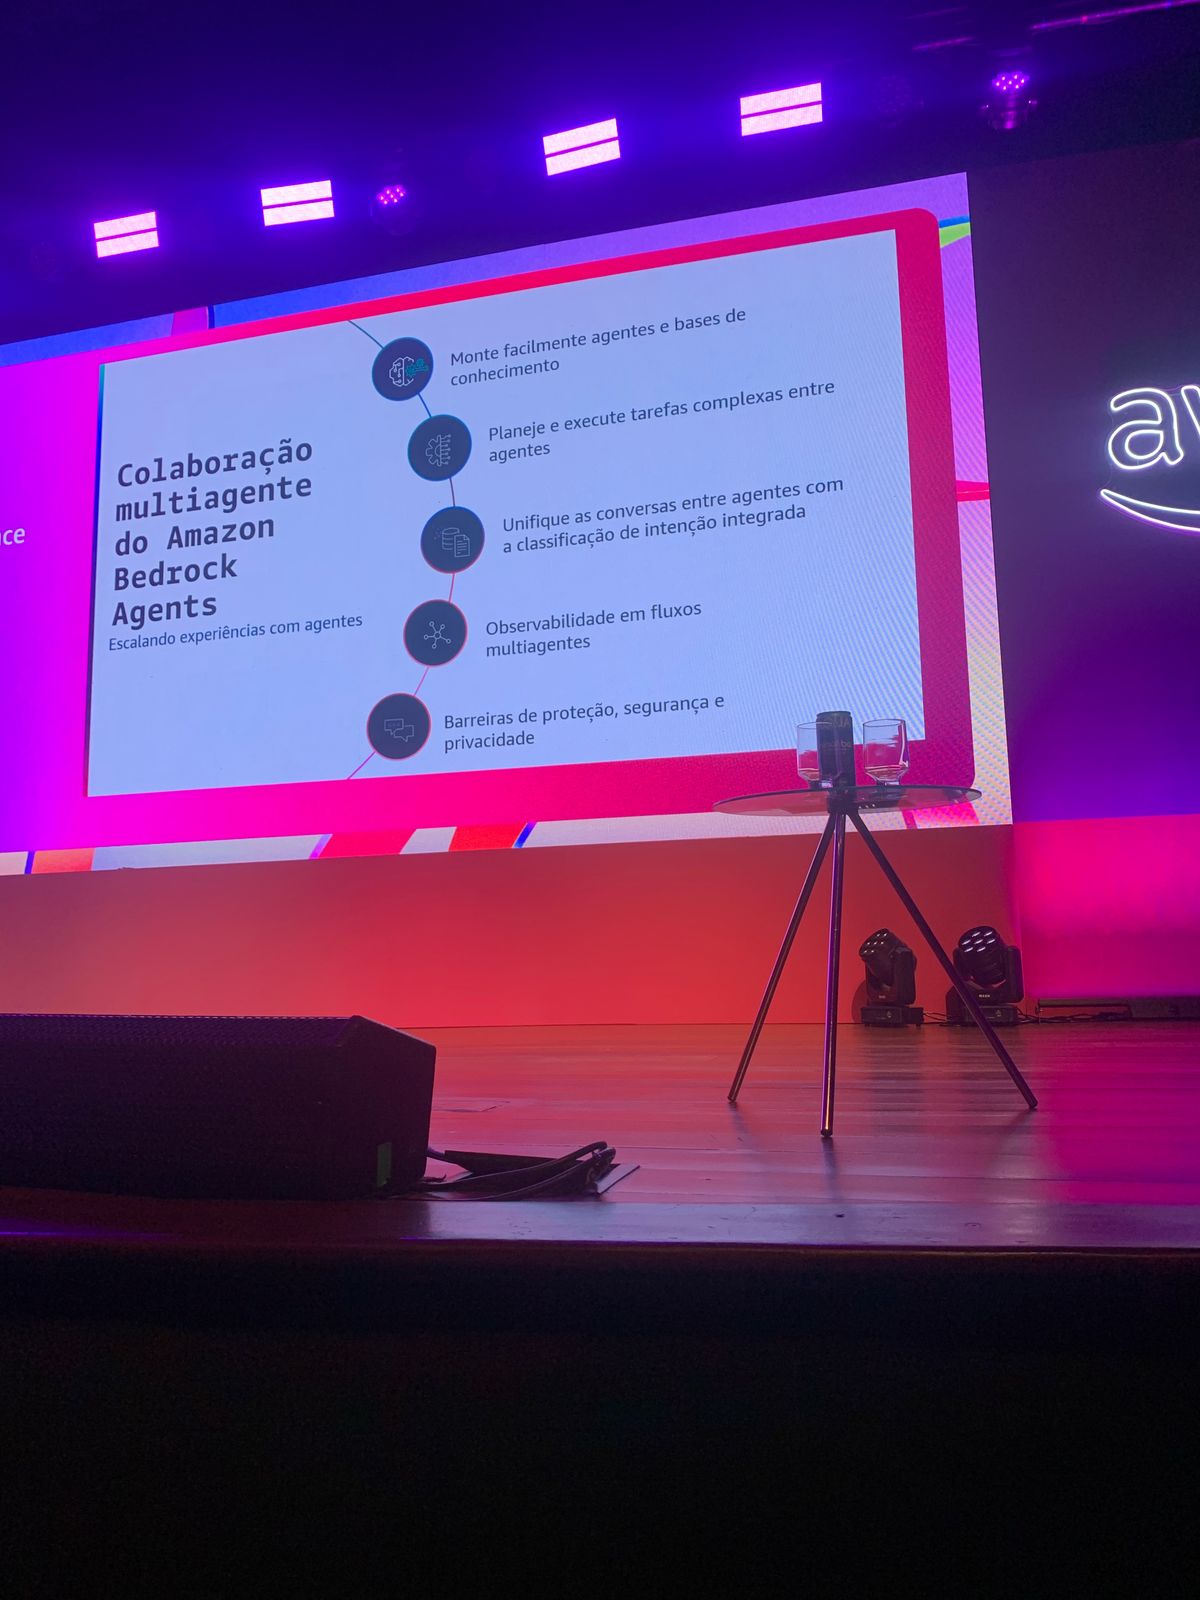 Colaboração
multiagente
do Amazon
Bedrock
Agents
Escalando experiências com agentes
Monte facilmente agentes e bases de
conhecimento
Planeje e execute tarefas complexas entre
agentes
Unifique as conversas entre agentes com
a classificação de intenção integrada
Observabilidade em fluxos
multiagentes
Barreiras de proteção, segurança e
privacidade